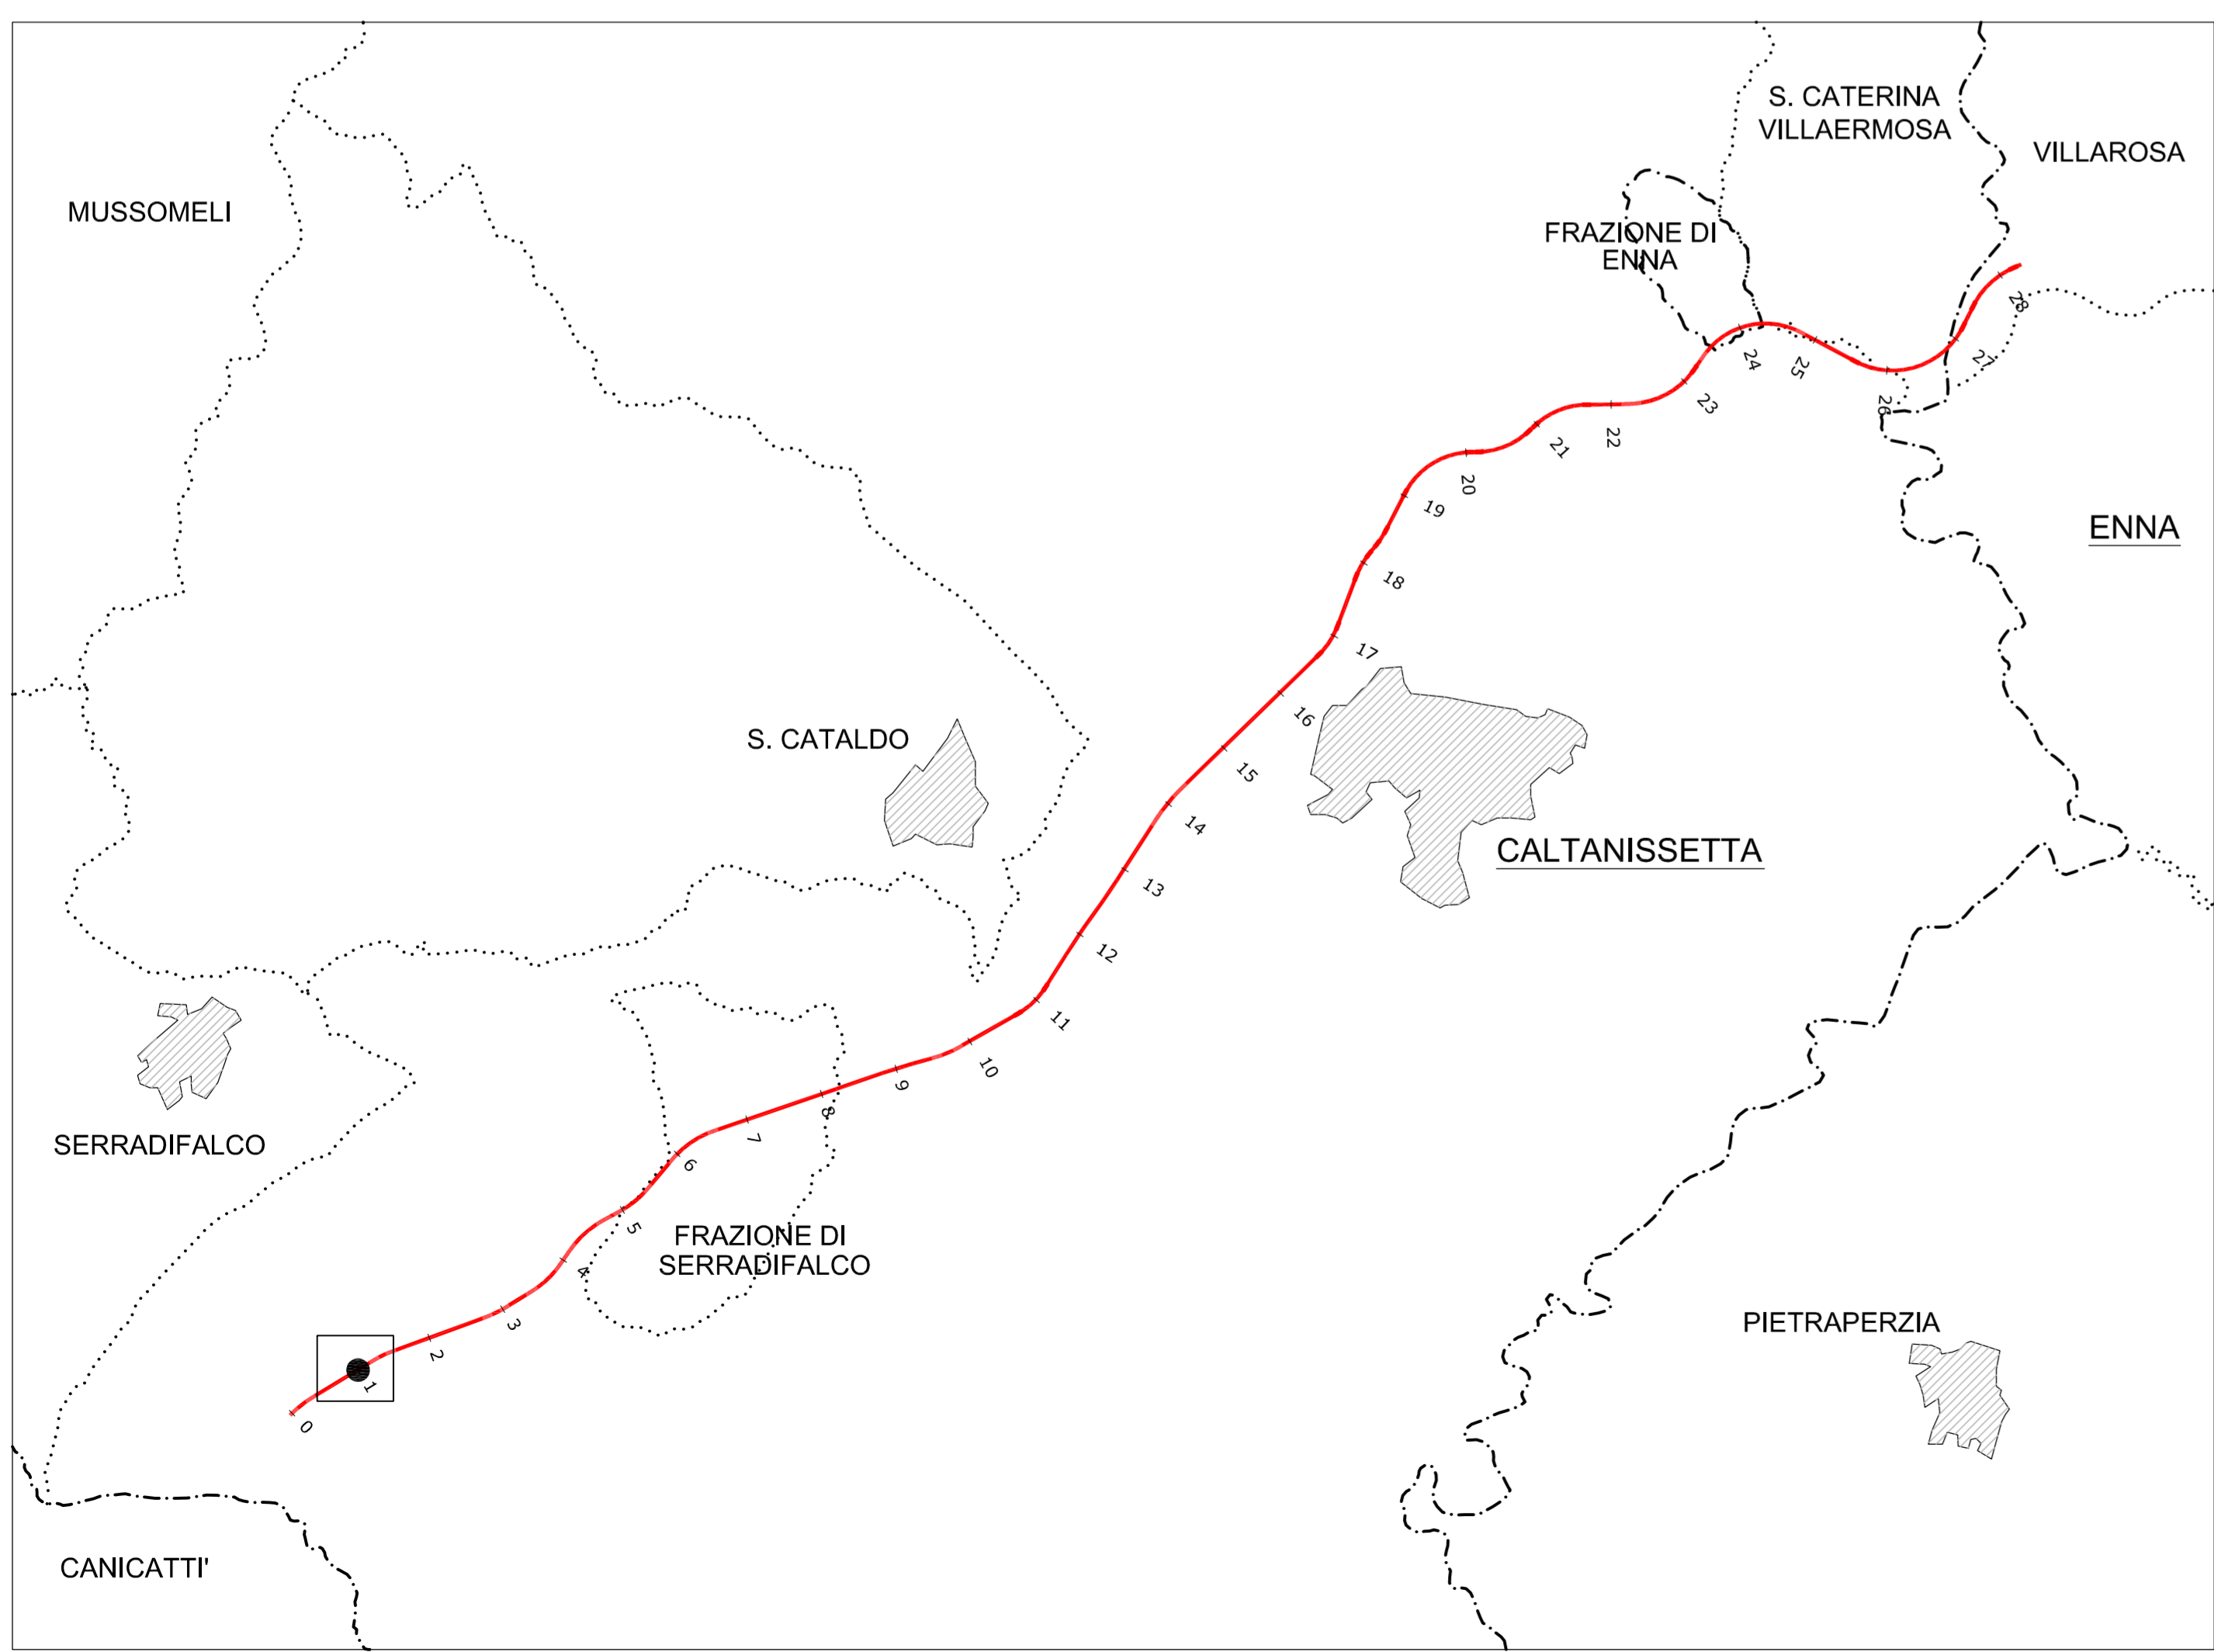 S. CATERINA
VILLAERMOSA
VILLAROSA
MUSSOMELI
FRAZIONE DI
ENNA
28
27
26
25
24
23
22
21
20
19
18
17
16
15
14
13
12
11
10
9
8
7
6
5
4
3
2
1
0
ENNA
S. CATALDO
CALTANISSETTA
SERRADIFALCO
FRAZIONE DI
SERRADIFALCO
PIETRAPERZIA
CANICATTI'